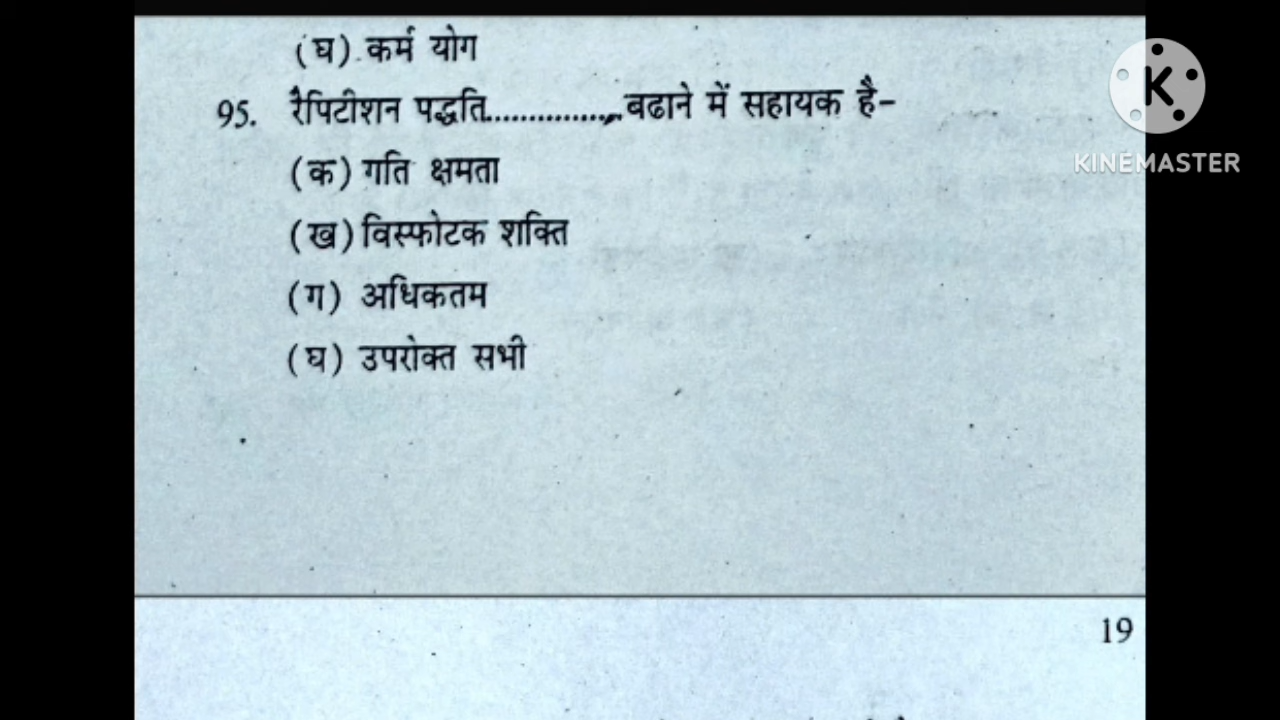 (घ) कर्म योग
95. रैपिटीशन पद्धति...............बढाने में सहायक है-
(क) गति क्षमता
(ख) विस्फोटक शक्ति
(ग) अधिकतम
(घ) उपरोक्त सभी
19
K
KINEMASTER